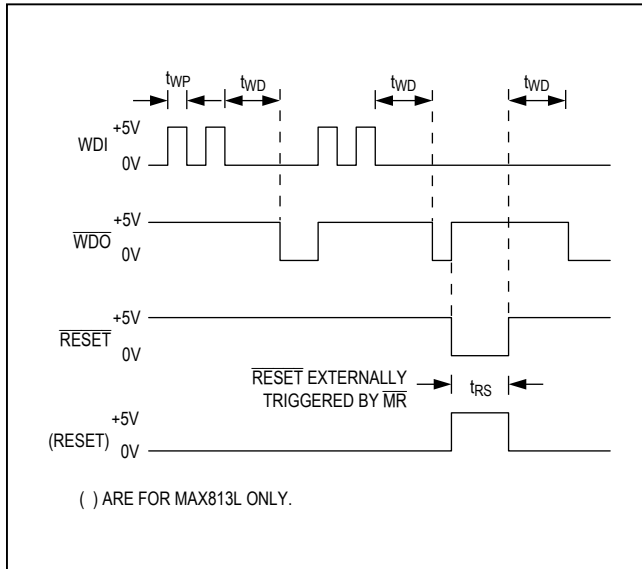 tWP tWD tWD tWD
+5V
WDI
0V
+5V
WDO
0V
+5V
RESET
0V
RESET EXTERNALLY
TRIGGERED BY MR
tRS
+5V
(RESET)
0V
( ) ARE FOR MAX813L ONLY.